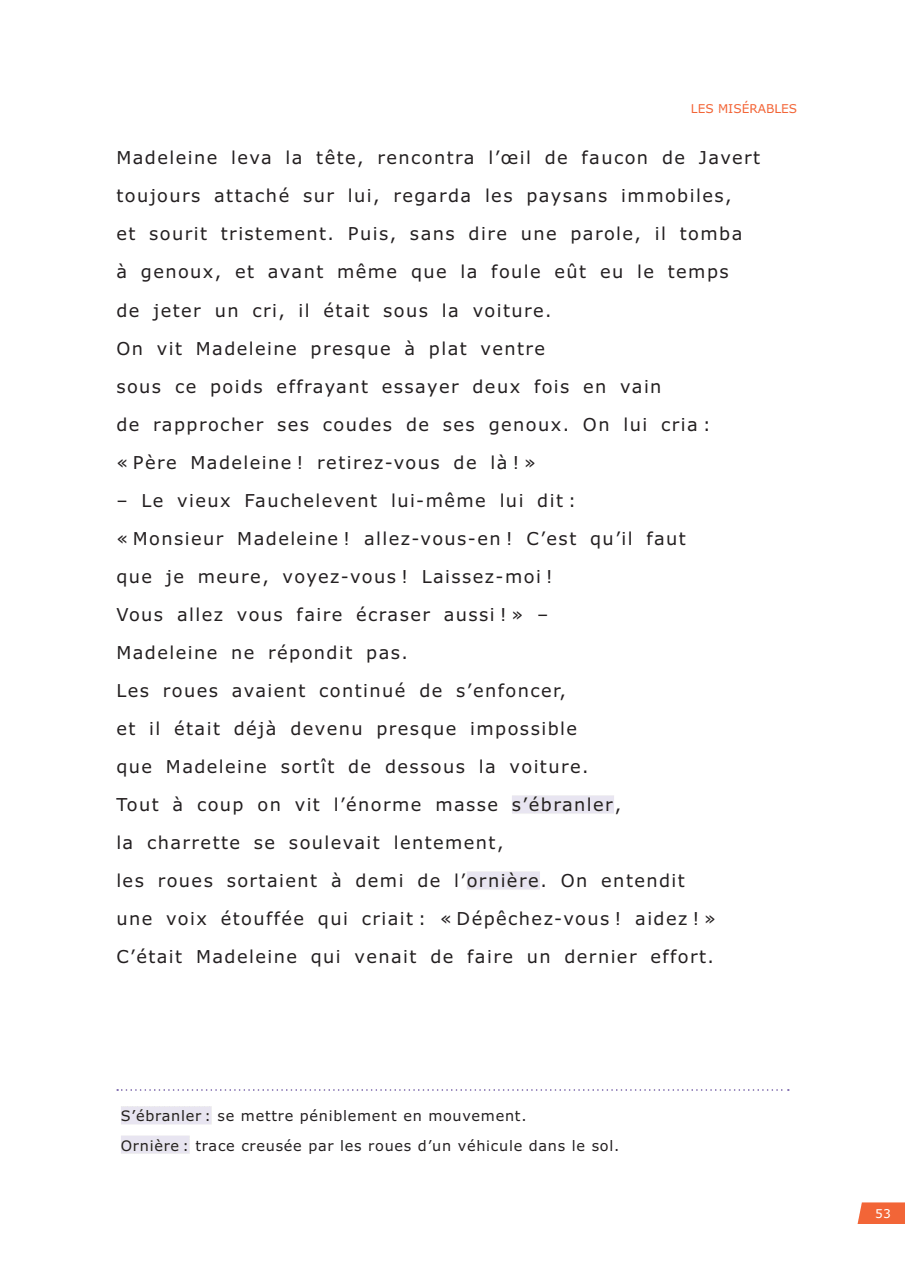 LES MISÉRABLES
Madeleine leva la tête, rencontra l’œil de faucon de Javert
toujours attaché sur lui, regarda les paysans immobiles,
et sourit tristement. Puis, sans dire une parole, il tomba
à genoux, et avant même que la foule eût eu le temps
de jeter un cri, il était sous la voiture.
On vit Madeleine presque à plat ventre
sous ce poids effrayant essayer deux fois en vain
de rapprocher ses coudes de ses genoux. On lui cria :
« Père Madeleine ! retirez-vous de là ! »
– Le vieux Fauchelevent lui-même lui dit :
« Monsieur Madeleine ! allez-vous-en ! C’est qu’il faut
que je meure, voyez-vous ! Laissez-moi !
Vous allez vous faire écraser aussi ! » –
Madeleine ne répondit pas.
Les roues avaient continué de s’enfoncer,
et il était déjà devenu presque impossible
que Madeleine sortît de dessous la voiture.
Tout à coup on vit l’énorme masse s’ébranler,
la charrette se soulevait lentement,
les roues sortaient à demi de l’ornière. On entendit
une voix étouffée qui criait : « Dépêchez-vous ! aidez ! »
C’était Madeleine qui venait de faire un dernier effort.
S’ébranler : se mettre péniblement en mouvement.
Ornière : trace creusée par les roues d’un véhicule dans le sol.
53